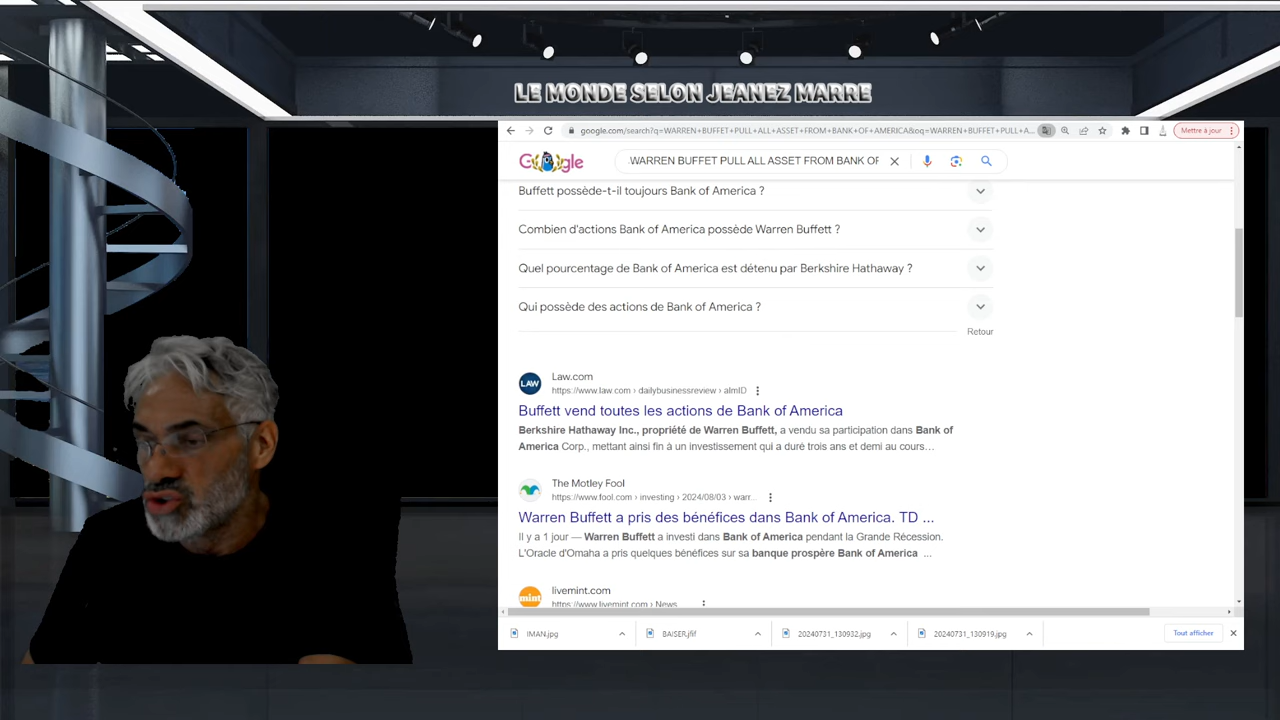 LE MONDE SELON JEANEZ MARRE
google.com/search?q=WARREN+BUFFET+PULL+ALL+ASSET+FROM+BANK+OF+AMERICA&oq=WARREN+BUFFET+PULL+A...
Mettre à jour
Google
WARREN BUFFET PULL ALL ASSET FROM BANK OF
Buffett possède-t-il toujours Bank of America ?
Combien d'actions Bank of America possède Warren Buffett ?
Quel pourcentage de Bank of America est détenu par Berkshire Hathaway ?
Qui possède des actions de Bank of America ?
Retour
LAW
Law.com
https://www.law.com › dailybusinessreview › almID
Buffett vend toutes les actions de Bank of America
Berkshire Hathaway Inc., propriété de Warren Buffett, a vendu sa participation dans Bank of
America Corp., mettant ainsi fin à un investissement qui a duré trois ans et demi au cours…
The Motley Fool
https://www.fool.com › investing › 2024/08/03 › warr...
Warren Buffett a pris des bénéfices dans Bank of America. TD ...
Il y a 1 jour — Warren Buffett a investi dans Bank of America pendant la Grande Récession.
L'Oracle d'Omaha a pris quelques bénéfices sur sa banque prospère Bank of America ...
mint
livemint.com
https://www.livemint.com › News
IMAN.jpg
BAISER.jfif
20240731_130932.jpg
20240731_130919.jpg
Tout afficher